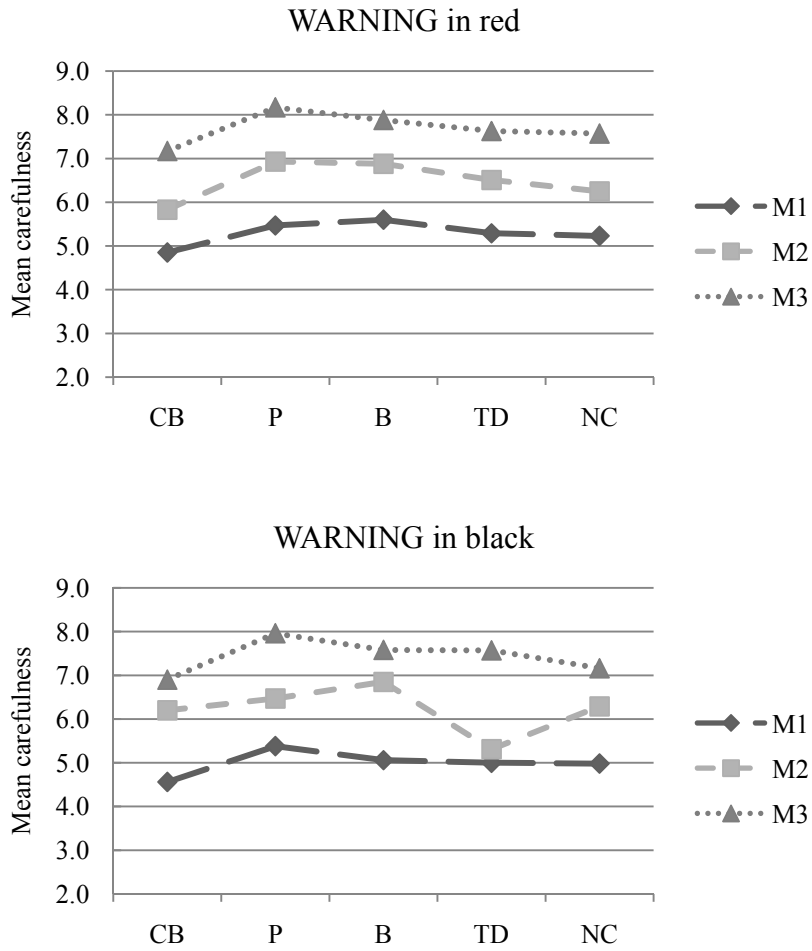 WARNING in red
Mean carefulness
9.0
8.0
7.0
6.0
5.0
4.0
3.0
2.0
CB P B TD NC
M1
M2
M3
WARNING in black
Mean carefulness
9.0
8.0
7.0
6.0
5.0
4.0
3.0
2.0
CB P B TD NC
M1
M2
M3